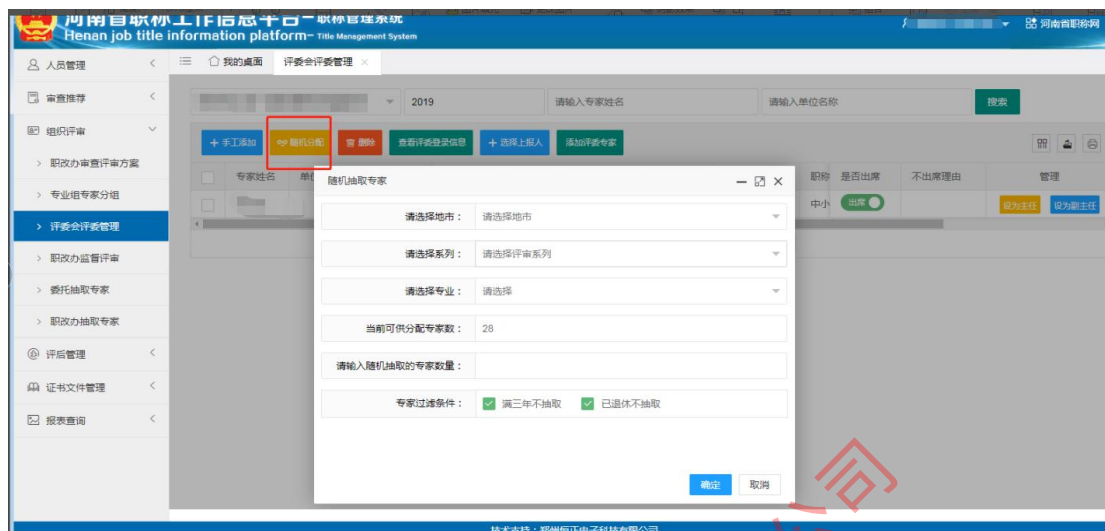 河南省职称工作信息平台-职称管理系统
Henan job title information platform- Title Management System
河南省职称网
人员管理
我的桌面 评委会评委管理
审查推荐
2019 请输入专家姓名 请输入单位名称 搜索
组织评审
手工添加 随机分配 删除 查看评委登录信息 选择上报人 添加评委专家
职改办审查评审方案
专家姓名 单位
职称 是否出席 不出席理由 管理
随机抽取专家
专业组专家分组
中小 出席 设为主任 设为副主任
请选择地市: 请选择地市
评委会评委管理
请选择系列: 请选择评审系列
职改办监督评审
请选择专业: 请选择
委托抽取专家
职改办抽取专家
当前可供分配专家数: 28
评后管理
请输入随机抽取的专家数量:
证书文件管理
专家过滤条件: 满三年不抽取 已退休不抽取
报表查询
确定 取消
司
技术支持:郑州恒正电子科技有限公司